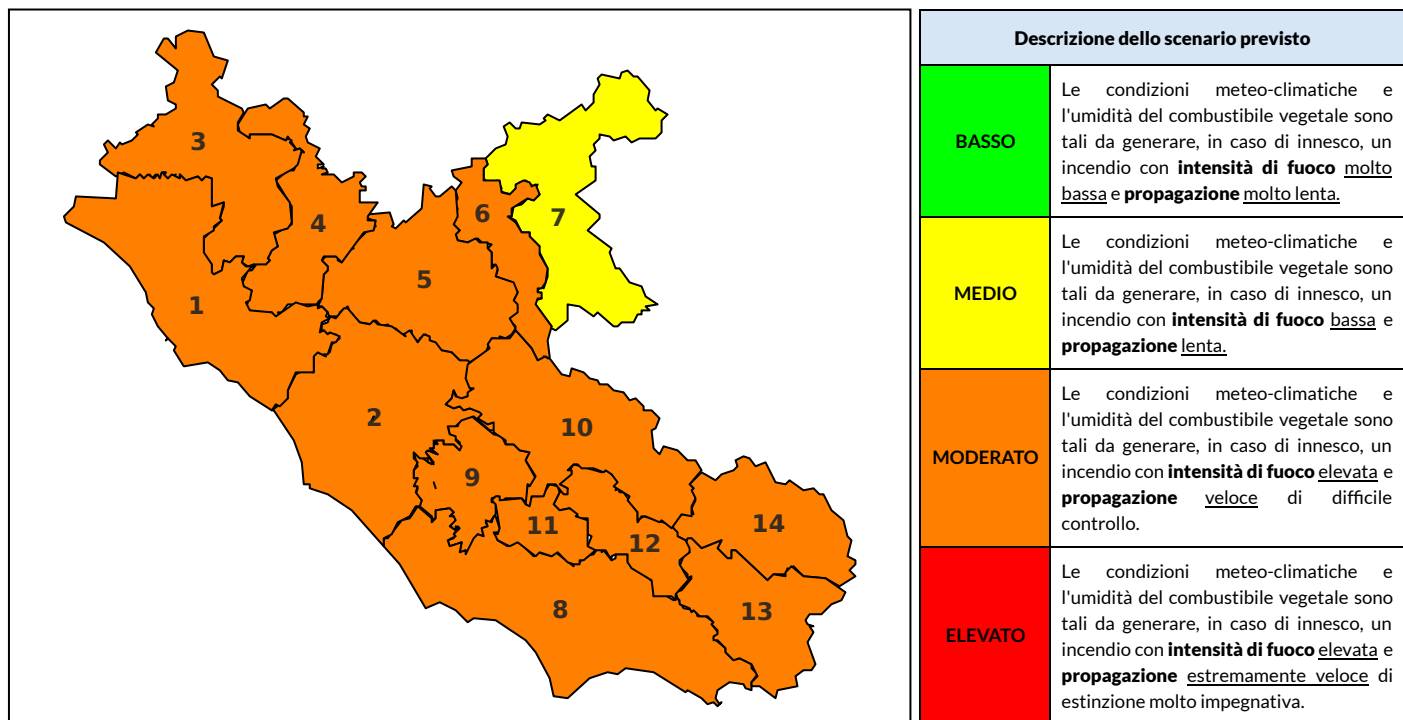 3
4
6
7
1
5
2
10
9
11
12
14
8
13
Descrizione dello scenario previsto
BASSO
Le condizioni meteo-climatiche e
l'umidità del combustibile vegetale sono
tali da generare, in caso di innesco, un
incendio con intensità di fuoco molto
bassa e propagazione molto lenta.
MEDIO
Le condizioni meteo-climatiche e
l'umidità del combustibile vegetale sono
tali da generare, in caso di innesco, un
incendio con intensità di fuoco bassa e
propagazione lenta.
MODERATO
Le condizioni meteo-climatiche e
l'umidità del combustibile vegetale sono
tali da generare, in caso di innesco, un
incendio con intensità di fuoco elevata e
propagazione veloce di difficile
controllo.
ELEVATO
Le condizioni meteo-climatiche e
l'umidità del combustibile vegetale sono
tali da generare, in caso di innesco, un
incendio con intensità di fuoco elevata e
propagazione estremamente veloce di
estinzione molto impegnativa.